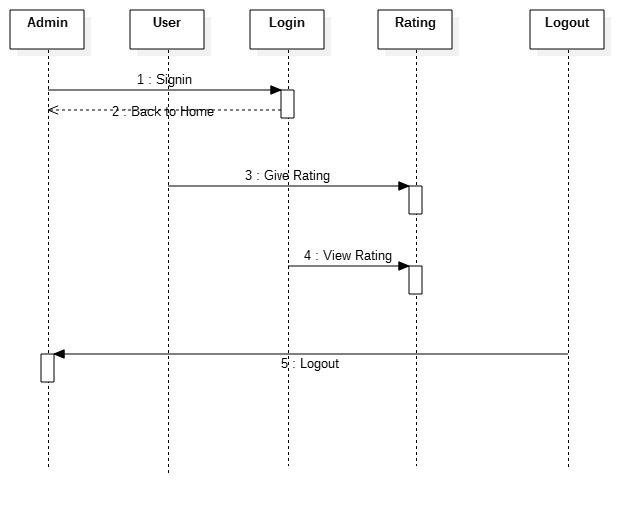 Admin
User
Login
Rating
Logout
1 : Signin
2 : Back to Home
3 : Give Rating
4 : View Rating
5 : Logout